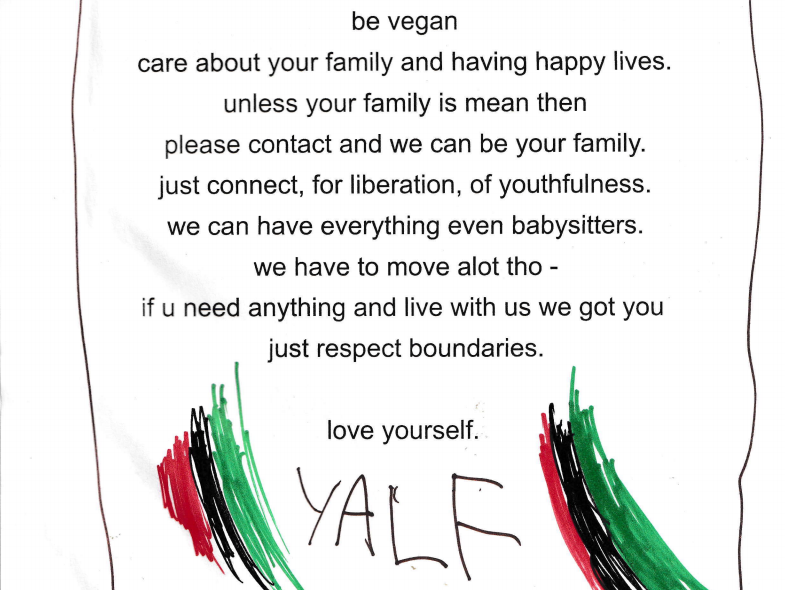 be vegan
care about your family and having happy lives.
unless your family is mean then
please contact and we can be your family.
just connect, for liberation, of youthfulness.
we can have everything even babysitters.
we have to move alot tho -
if u need anything and live with us we got you
just respect boundaries.
love yourself.
YALF